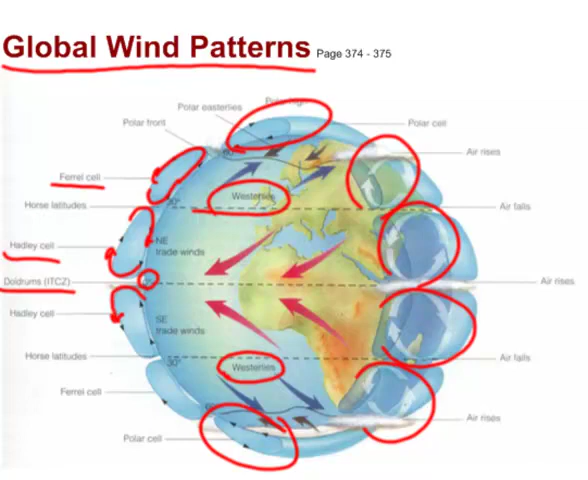 Global Wind Patterns Page 374 - 375
Polar easterlies
Polar front
Polar cell
Air rises
Ferrel cell
Westerlies
Horse latitudes
30°
Air falls
NE
trade winds
Hadley cell
Doldrums (ITCZ)
Air rises
SE
trade winds
Hadley cell
Horse latitudes
30°
Westerlies
Air falls
Ferrel cell
Air rises
Polar cell